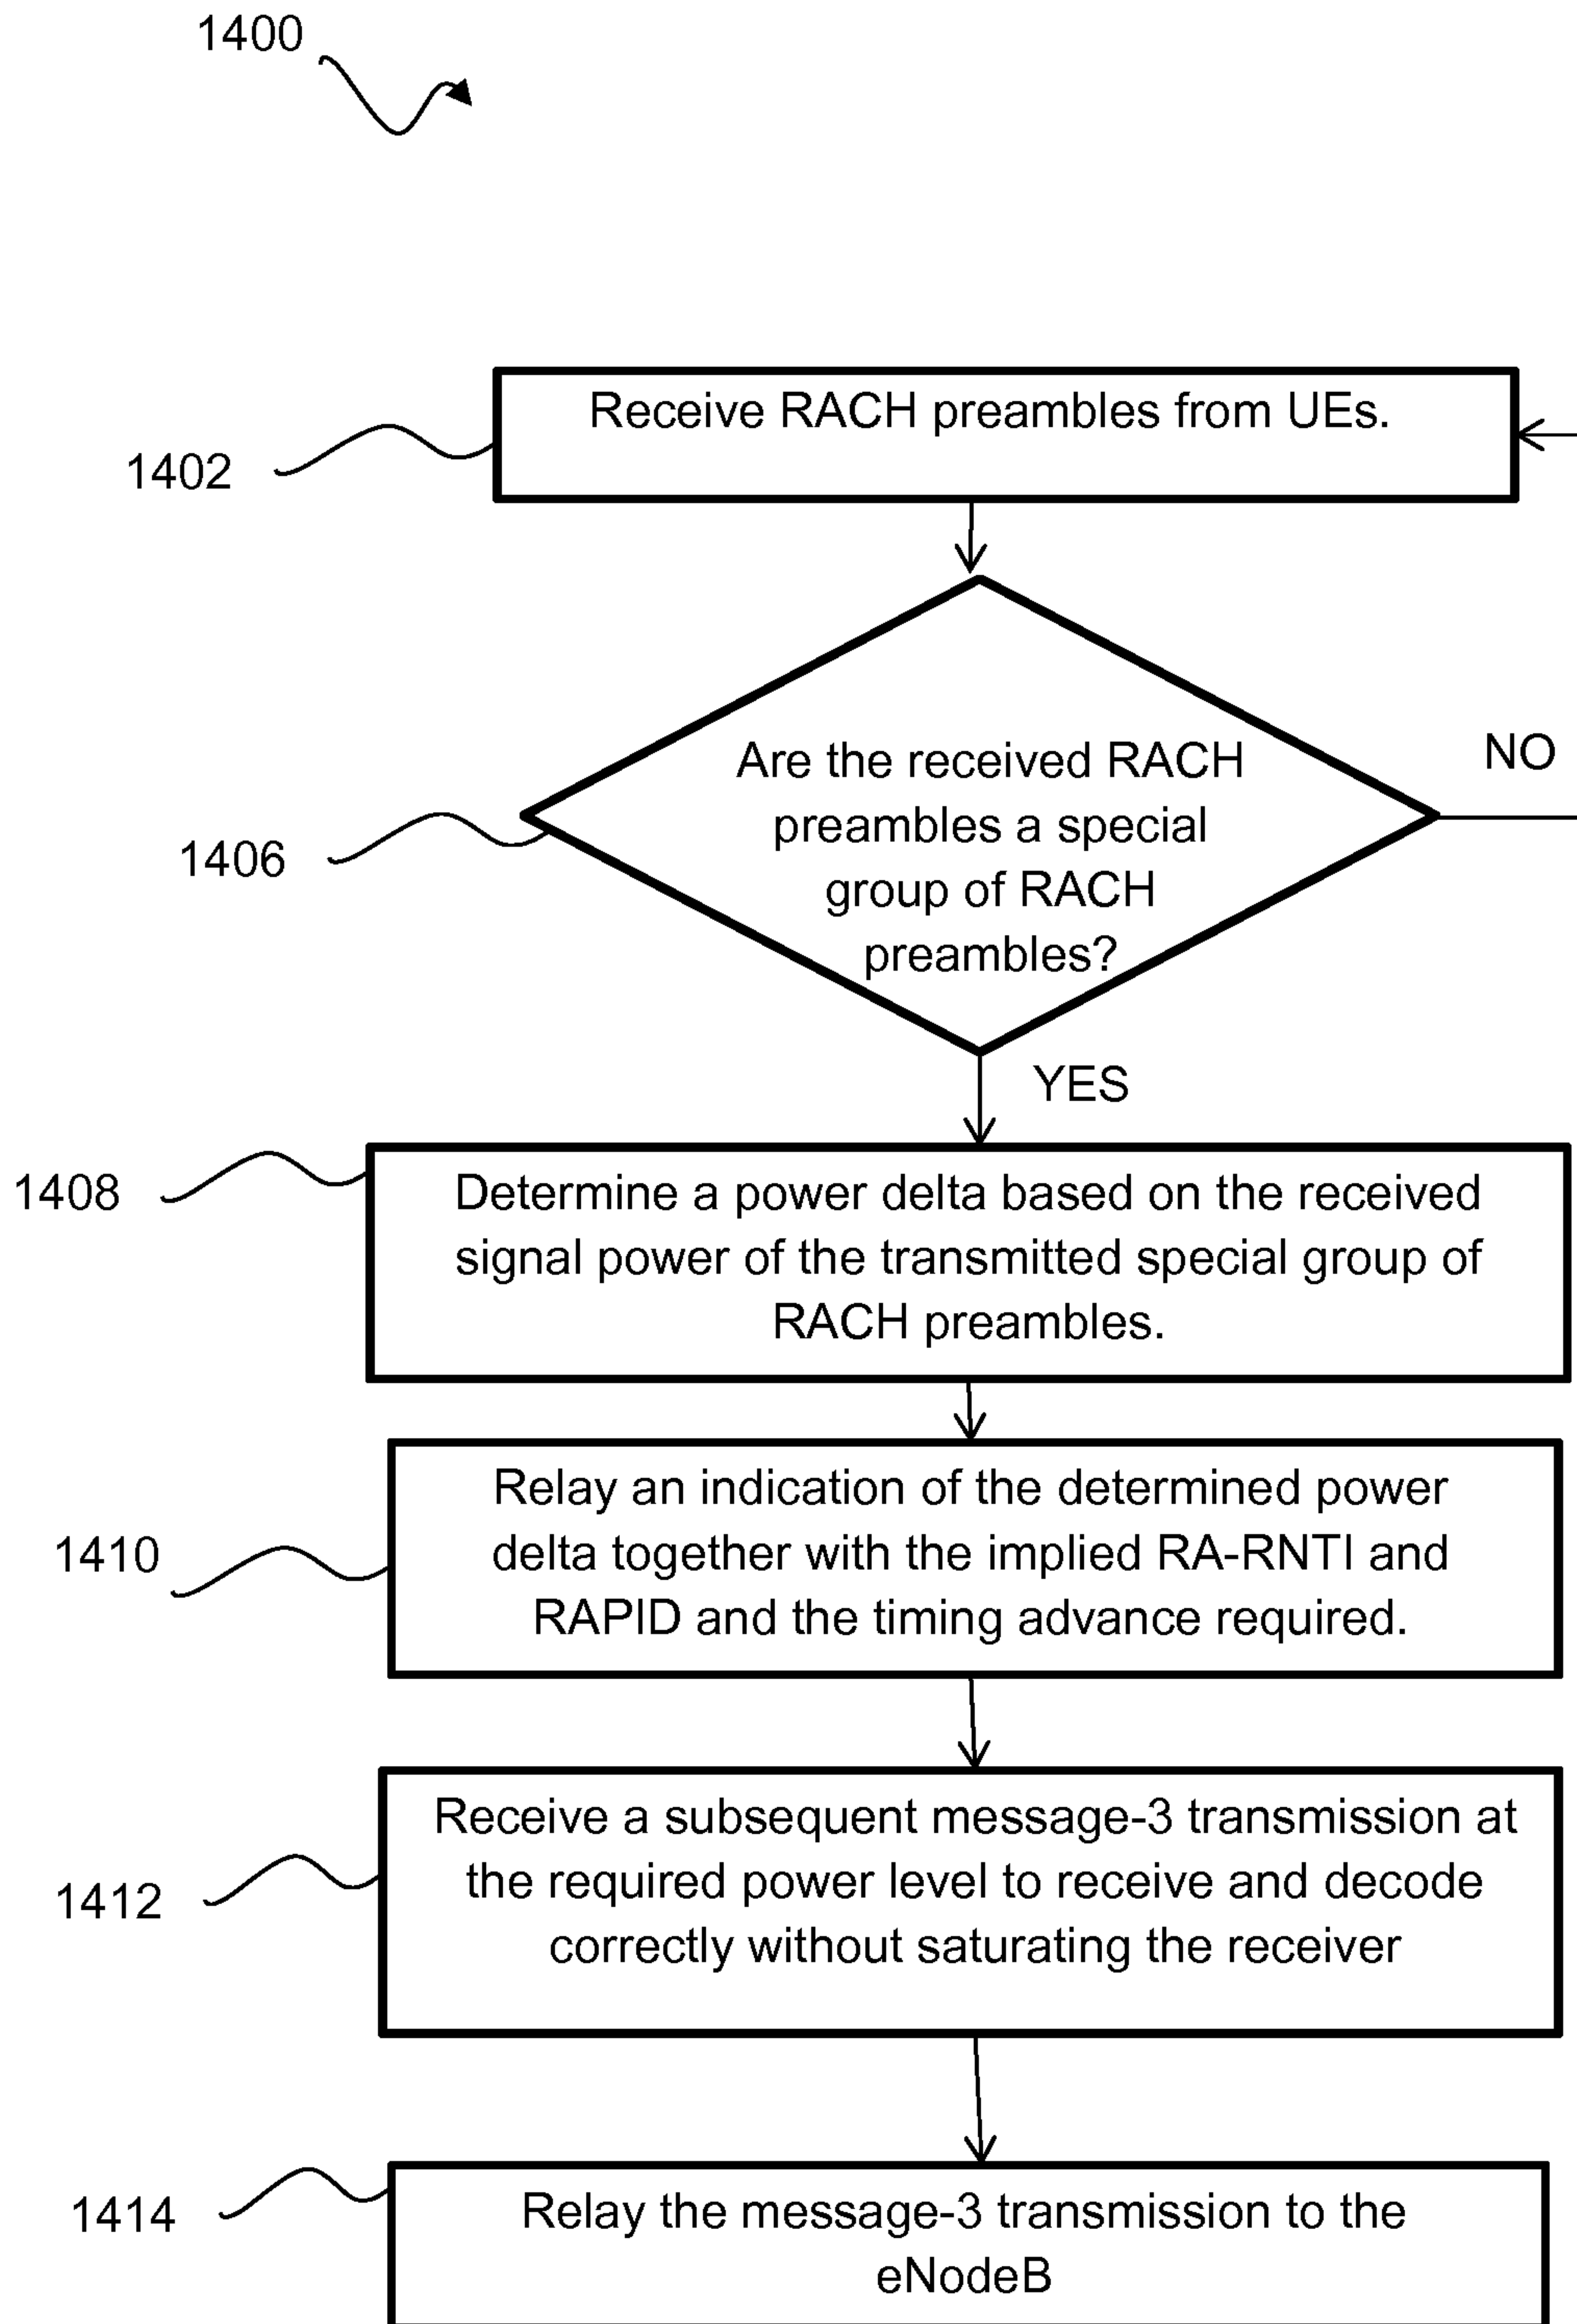 1400
Receive RACH preambles from UEs.
1402
Are the received RACH
preambles a special
group of RACH
preambles?
NO
1406
YES
1408
Determine a power delta based on the received
signal power of the transmitted special group of
RACH preambles.
1410
Relay an indication of the determined power
delta together with the implied RA-RNTI and
RAPID and the timing advance required.
1412
Receive a subsequent message-3 transmission at
the required power level to receive and decode
correctly without saturating the receiver
1414
Relay the message-3 transmission to the
eNodeB